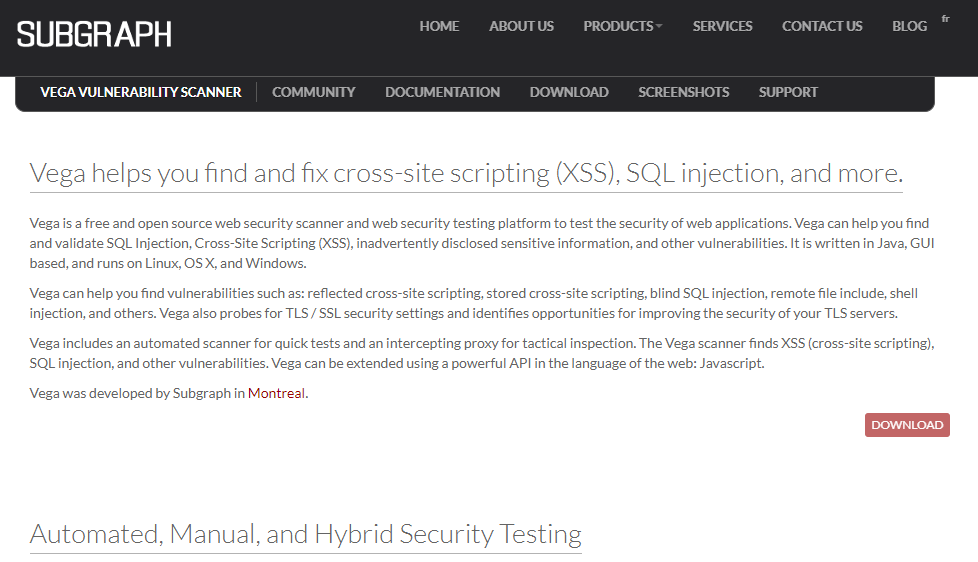 SUBGRAPH
HOME ABOUT US PRODUCTS SERVICES CONTACT US BLOG fr
VEGA VULNERABILITY SCANNER COMMUNITY DOCUMENTATION DOWNLOAD SCREENSHOTS SUPPORT
Vega helps you find and fix cross-site scripting (XSS), SQL injection, and more.
Vega is a free and open source web security scanner and web security testing platform to test the security of web applications. Vega can help you find
and validate SQL Injection, Cross-Site Scripting (XSS), inadvertently disclosed sensitive information, and other vulnerabilities. It is written in Java, GUI
based, and runs on Linux, OS X, and Windows.
Vega can help you find vulnerabilities such as: reflected cross-site scripting, stored cross-site scripting, blind SQL injection, remote file include, shell
injection, and others. Vega also probes for TLS / SSL security settings and identifies opportunities for improving the security of your TLS servers.
Vega includes an automated scanner for quick tests and an intercepting proxy for tactical inspection. The Vega scanner finds XSS (cross-site scripting),
SQL injection, and other vulnerabilities. Vega can be extended using a powerful API in the language of the web: Javascript.
Vega was developed by Subgraph in Montreal.
DOWNLOAD
Automated, Manual, and Hybrid Security Testing